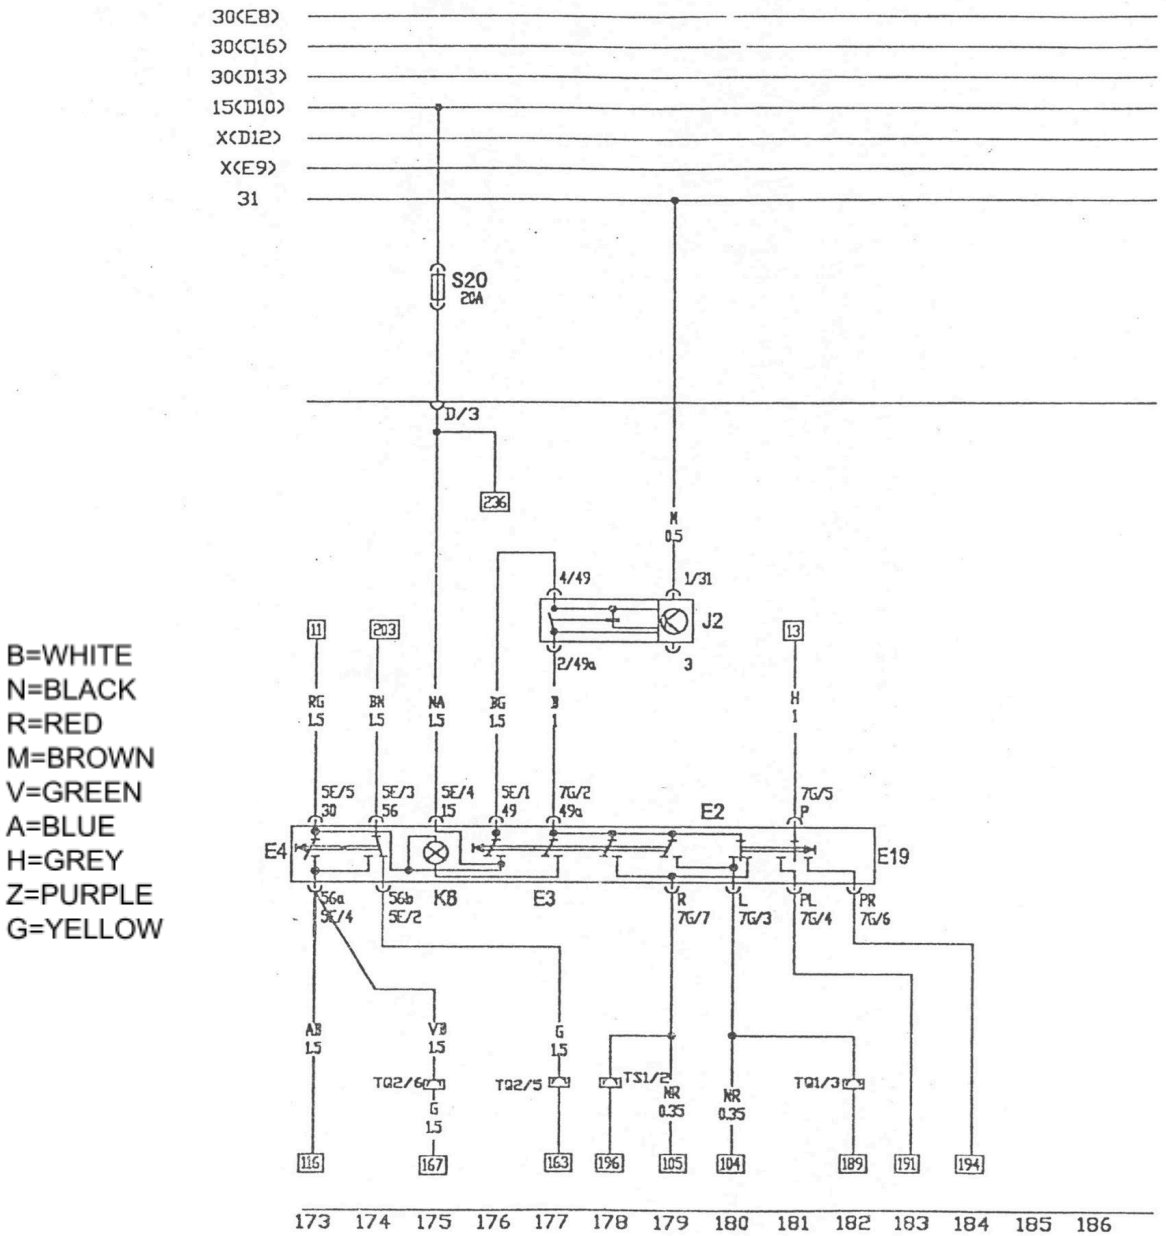 30(E8)
30(C16)
30(D13)
15(D10)
X(D12)
X(E9)
31
S20
20A
D/3
236
M
0.5
4/49
1/31
J2
2/49a
3
11
203
13
B=WHITE
N=BLACK
R=RED
M=BROWN
V=GREEN
A=BLUE
H=GREY
Z=PURPLE
G=YELLOW
RG
1.5
BN
1.5
NA
1.5
BG
1.5
B
1
H
1
5E/5
30
5E/3
56
5E/4
15
5E/1
49
7G/2
49a
E2
7G/5
P
E4
E19
56a
5E/4
56b
5E/2
K8
E3
R
7G/7
L
7G/3
PL
7G/4
PR
7G/6
AB
1.5
VB
1.5
G
1.5
TQ2/6
TQ2/5
TS1/2
TQ1/3
G
1.5
NR
0.35
NR
0.35
116
167
163
196
105
104
189
191
194
173 174 175 176 177 178 179 180 181 182 183 184 185 186